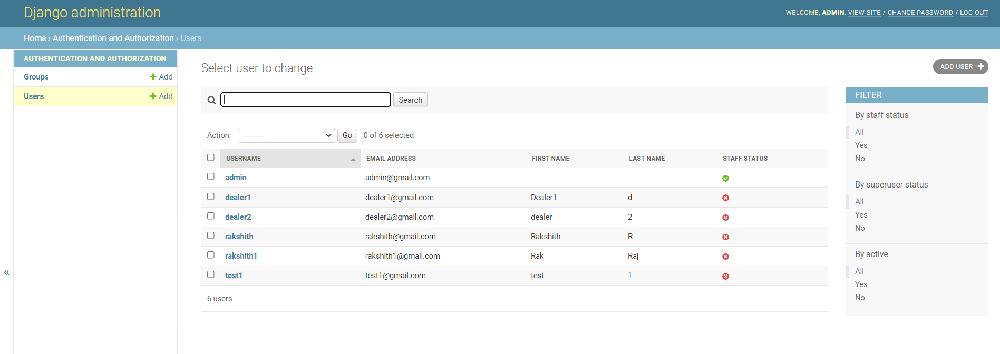 Django administration
WELCOME, ADMIN. VIEW SITE / CHANGE PASSWORD / LOG OUT
Home › Authentication and Authorization › Users
AUTHENTICATION AND AUTHORIZATION
Groups + Add
Users + Add
«
Select user to change
ADD USER +
Search
Action: --------- Go 0 of 6 selected
USERNAME EMAIL ADDRESS FIRST NAME LAST NAME STAFF STATUS
admin admin@gmail.com
dealer1 dealer1@gmail.com Dealer1 d
dealer2 dealer2@gmail.com dealer 2
rakshith rakshith@gmail.com Rakshith R
rakshith1 rakshith1@gmail.com Rak Raj
test1 test1@gmail.com test 1
6 users
FILTER
By staff status
All
Yes
No
By superuser status
All
Yes
No
By active
All
Yes
No